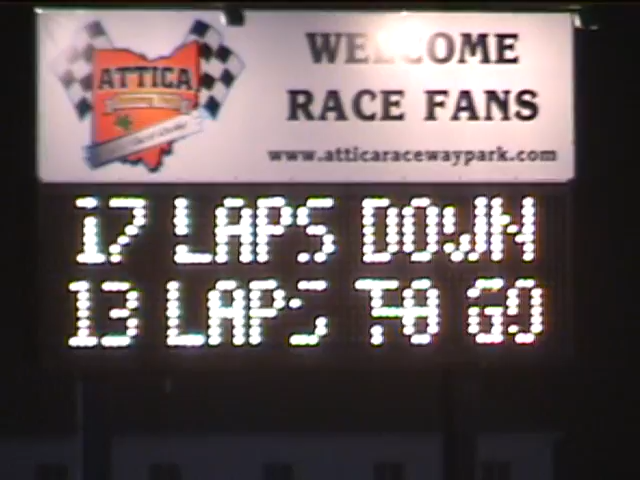 ATTICA
WELCOME
RACE FANS
www.atticaracewaypark.com
17 LAPS DOWN
13 LAPS TO GO